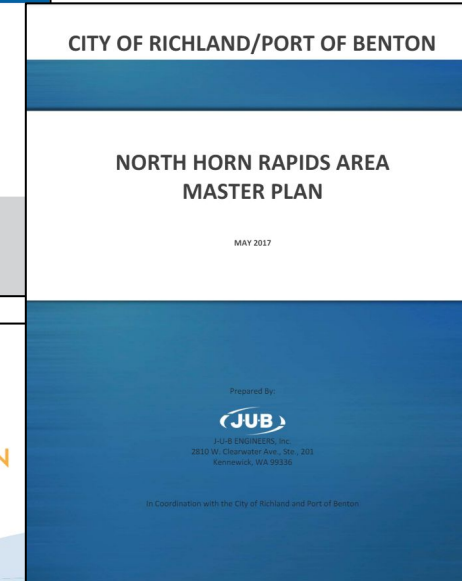 CITY OF RICHLAND/PORT OF BENTON
NORTH HORN RAPIDS AREA
MASTER PLAN
MAY 2017
Prepared By:
JUB
J-U-B ENGINEERS, Inc.
2810 W. Clearwater Ave., Ste., 201
Kennewick, WA 99336
In Coordination with the City of Richland and Port of Benton
N